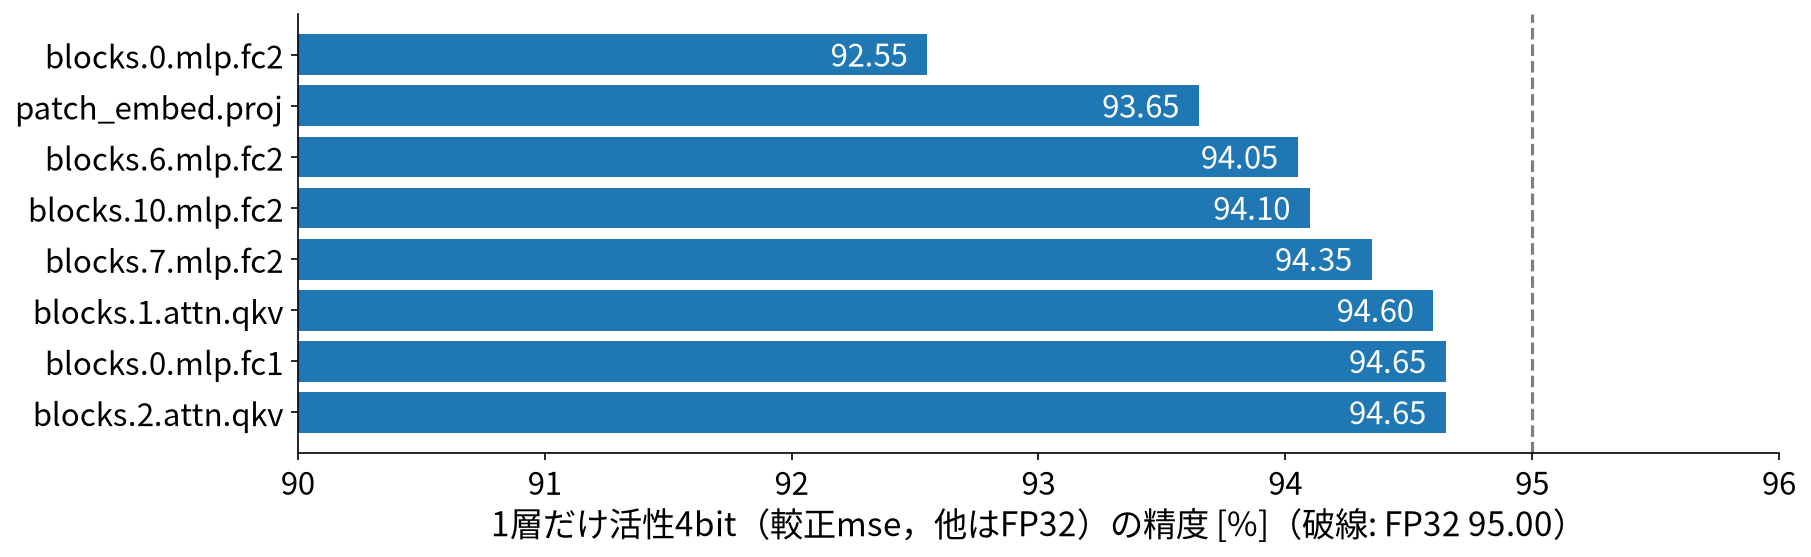 blocks.0.mlp.fc2
92.55
patch_embed.proj
93.65
blocks.6.mlp.fc2
94.05
blocks.10.mlp.fc2
94.10
blocks.7.mlp.fc2
94.35
blocks.1.attn.qkv
94.60
blocks.0.mlp.fc1
94.65
blocks.2.attn.qkv
94.65
90 91 92 93 94 95 96
1層だけ活性4bit（較正mse，他はFP32）の精度 [%]（破線: FP32 95.00）